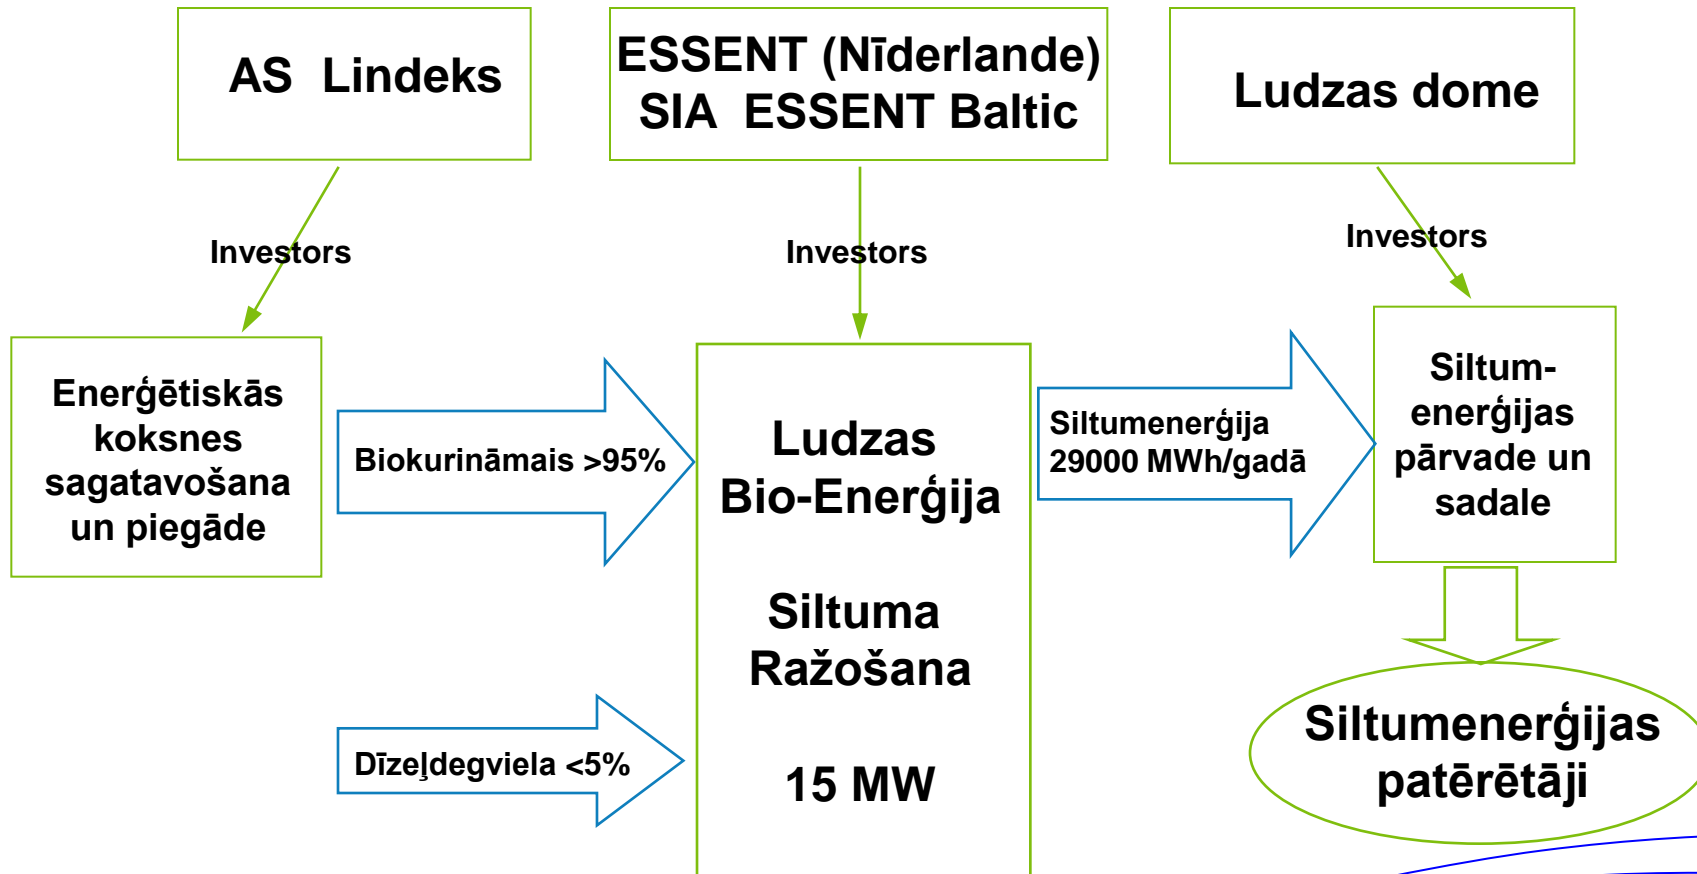 AS Lindeks
ESSENT (Nīderlande)
SIA ESSENT Baltic
Ludzas dome
Investors
Investors
Investors
Enerģētiskās
koksnes
sagatavošana
un piegāde
Biokurināmais >95%
Dīzeļdegviela <5%
Ludzas
Bio-Enerģija
Siltuma
Ražošana
15 MW
Siltumenerģija
29000 MWh/gadā
Siltum-
enerģijas
pārvade un
sadale
Siltumenerģijas
patērētāji